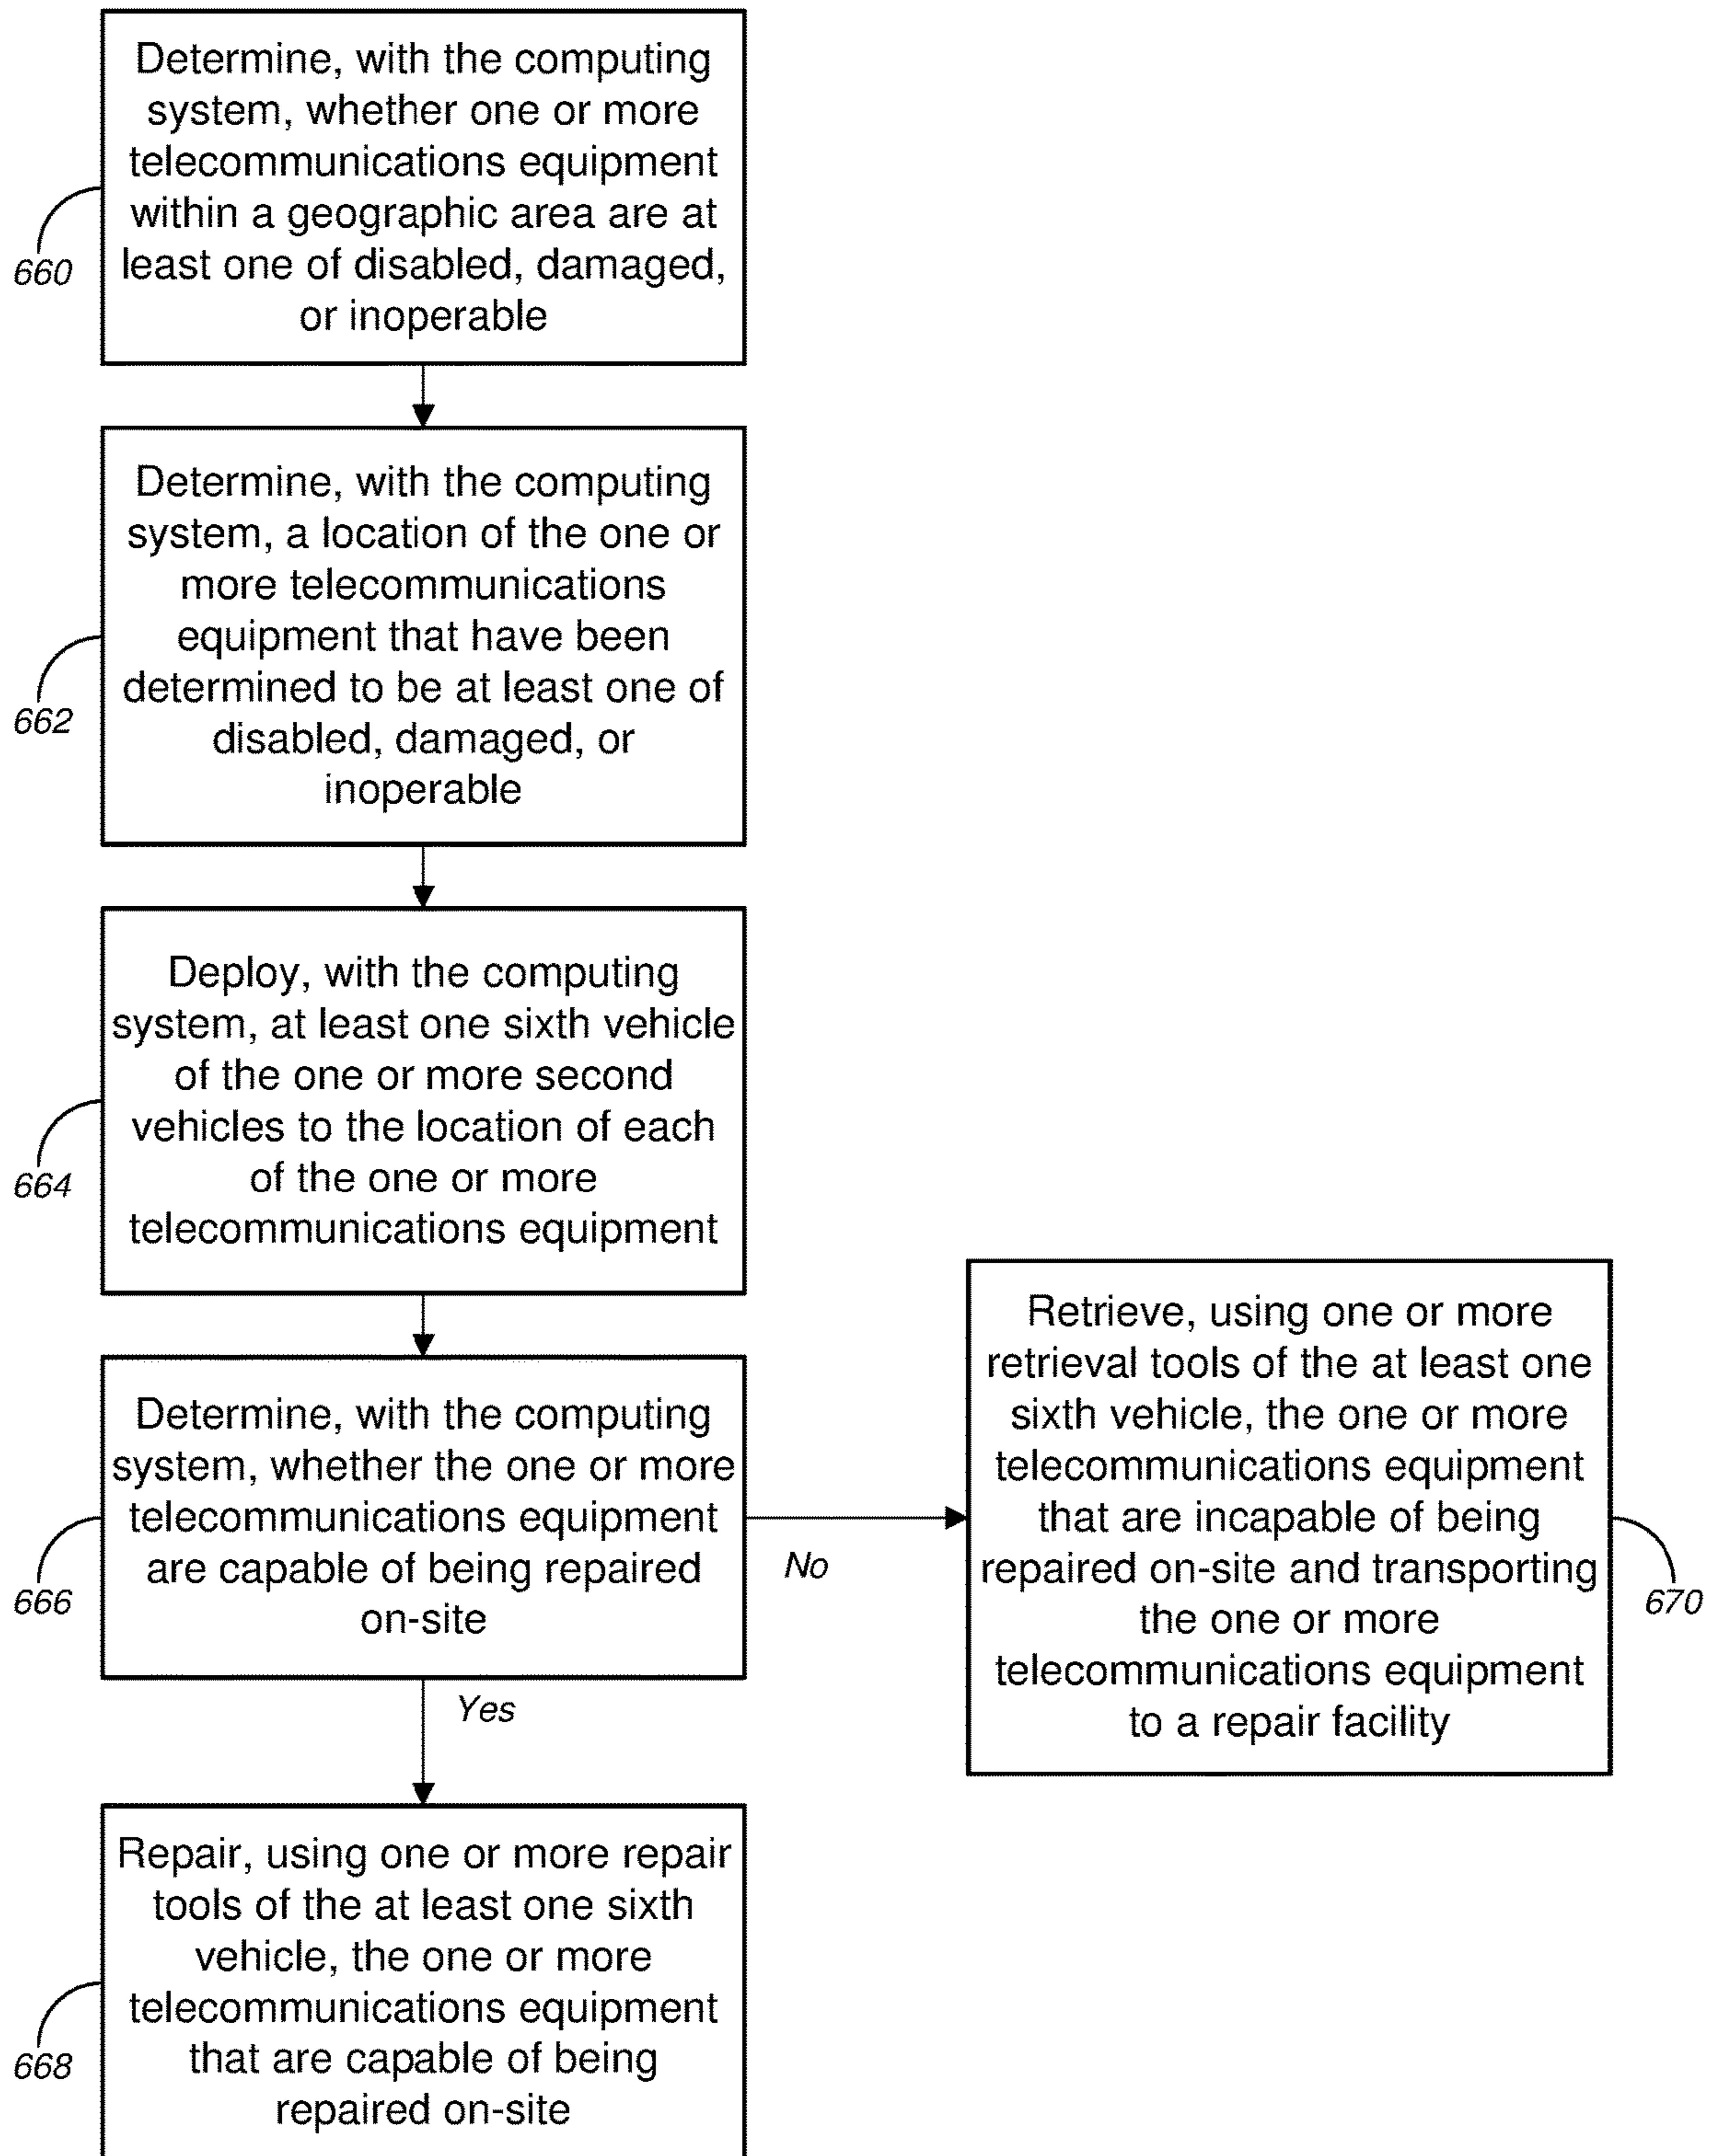 Determine, with the computing
system, whether one or more
telecommunications equipment
within a geographic area are at
least one of disabled, damaged,
or inoperable
660
Determine, with the computing
system, a location of the one or
more telecommunications
equipment that have been
determined to be at least one of
disabled, damaged, or
inoperable
662
Deploy, with the computing
system, at least one sixth vehicle
of the one or more second
vehicles to the location of each
of the one or more
telecommunications equipment
664
Determine, with the computing
system, whether the one or more
telecommunications equipment
are capable of being repaired
on-site
666
No
Retrieve, using one or more
retrieval tools of the at least one
sixth vehicle, the one or more
telecommunications equipment
that are incapable of being
repaired on-site and transporting
the one or more
telecommunications equipment
to a repair facility
670
Yes
Repair, using one or more repair
tools of the at least one sixth
vehicle, the one or more
telecommunications equipment
that are capable of being
repaired on-site
668